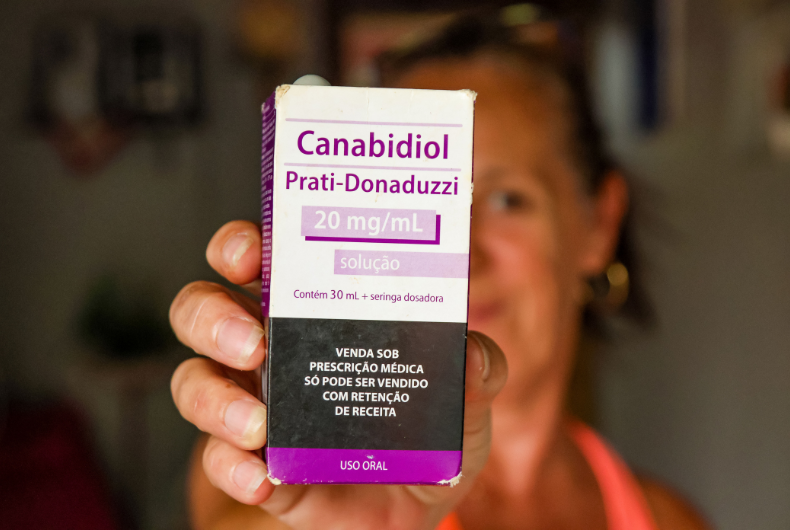 Canabidiol
Prati-Donaduzzi
20 mg/mL
solução
Contém 30 mL + seringa dosadora
VENDA SOB
PRESCRIÇÃO MÉDICA
SÓ PODE SER VENDIDO
COM RETENÇÃO
DE RECEITA
USO ORAL